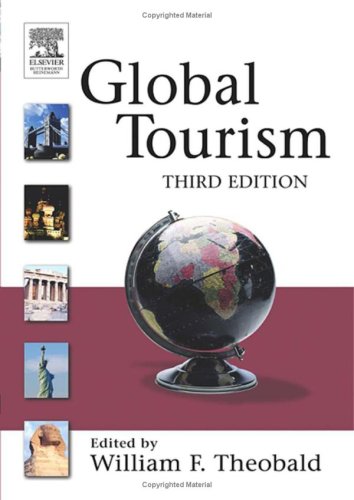 Copyrighted Material
ELSEVIER
BUTTERWORTH
HEINEMANN
Global
Tourism
THIRD EDITION
Edited by
William F. Theobald
Copyrighted Material